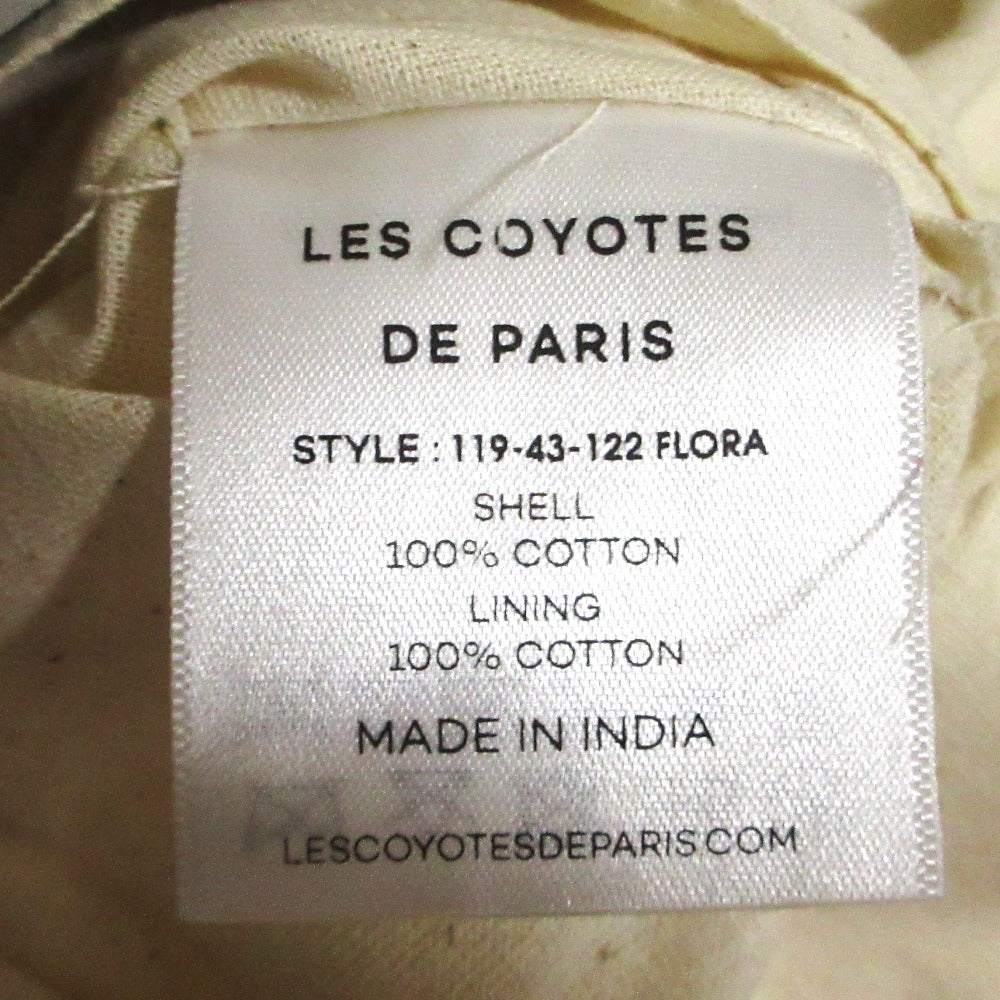 LES COYOTES
DE PARIS
STYLE : 119-43-122 FLORA
SHELL
100% COTTON
LINING
100% COTTON
MADE IN INDIA
LESCOYOTESDEPARIS.COM